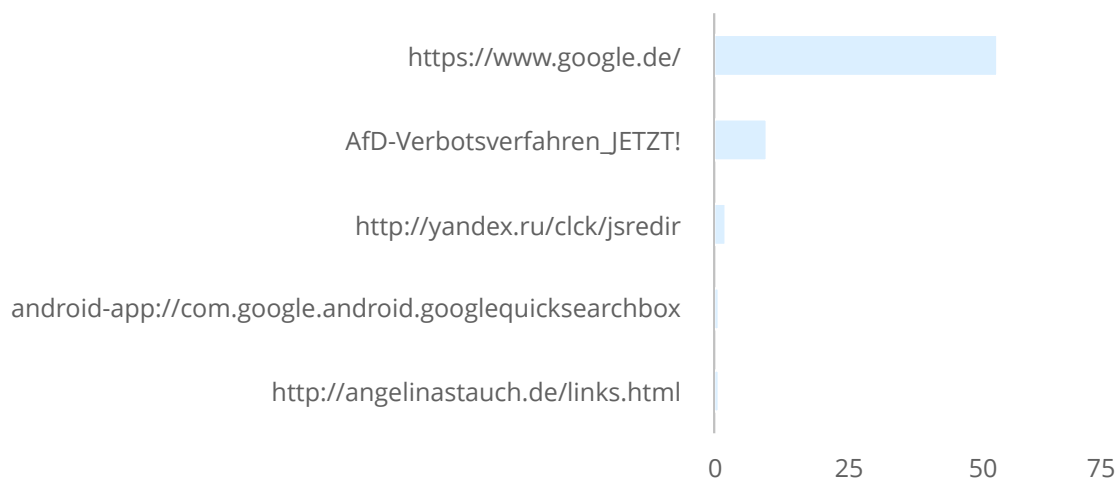 https://www.google.de/
AfD-Verbotsverfahren_JETZT!
http://yandex.ru/clck/jsredir
android-app://com.google.android.googlequicksearchbox
http://angelinastauch.de/links.html
0 25 50 75